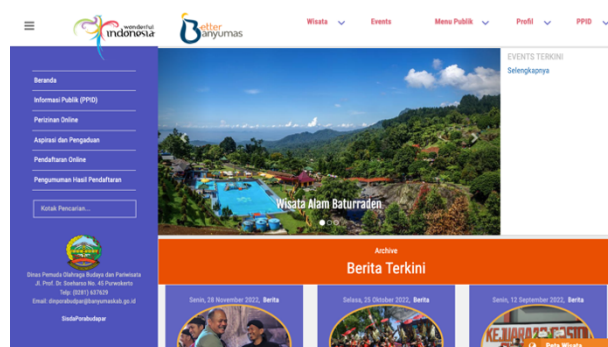 wonderful
indonesia
Better
Banyumas
Wisata
Events
Menu Publik
Profil
PPID
Beranda
Informasi Publik (PPID)
Perizinan Online
Aspirasi dan Pengaduan
Pendaftaran Online
Pengumuman Hasil Pendaftaran
Kotak Pencarian...
Dinas Pemuda Olahraga Budaya dan Pariwisata
Jl. Prof. Dr. Soeharso No. 45 Purwokerto
Telp: (0281) 657629
Email: dinporabudpar@banyumaskab.go.id
SisdaPorabudapar
Wisata Alam Baturraden
EVENTS TERKINI
Selengkapnya
Archive
Berita Terkini
Senin, 28 November 2022, Berita
Selasa, 25 Oktober 2022, Berita
Senin, 12 September 2022, Berita
Peta Wisata